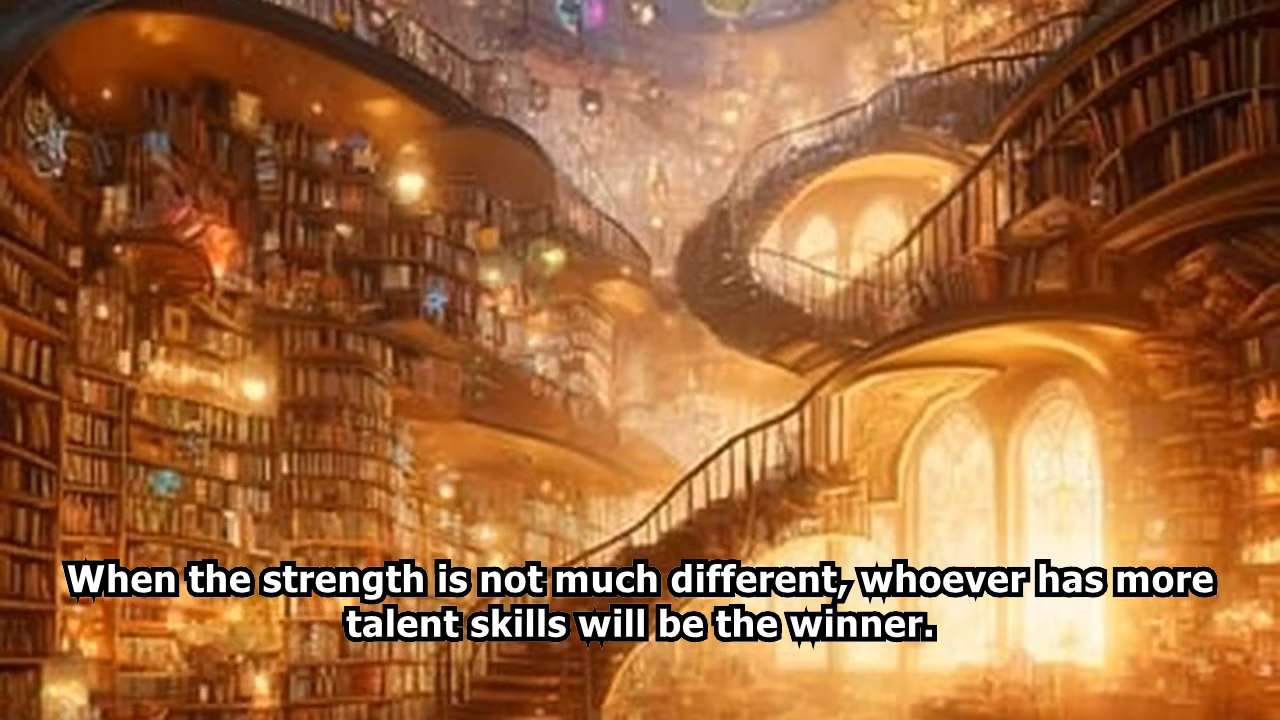 When the strength is not much different, whoever has more
talent skills will be the winner.